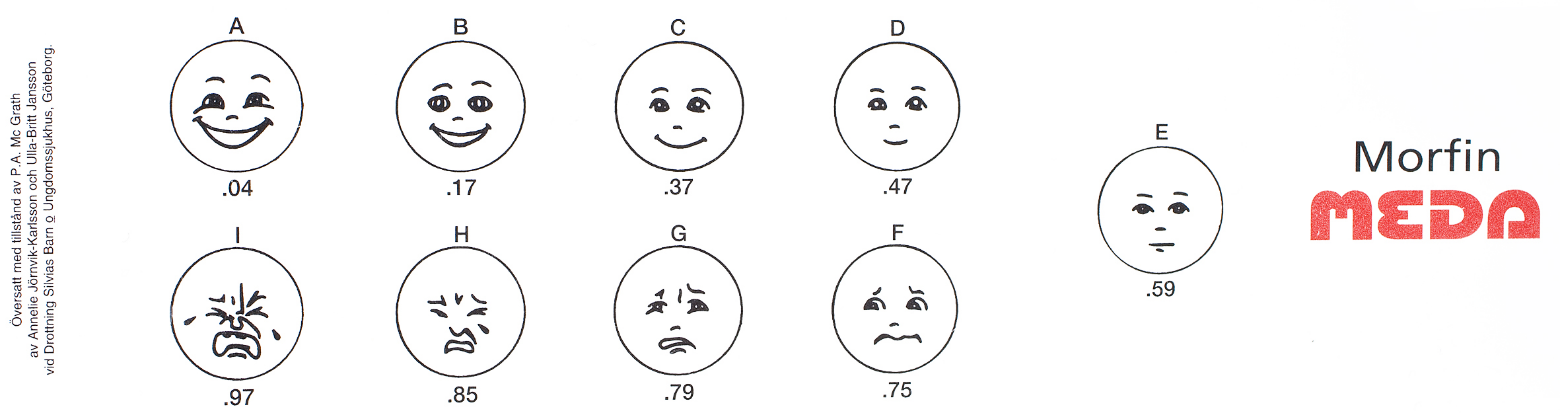 Översatt med tillstånd av P.A. Mc Grath
av Annelie Jörnvik-Karlsson och Ulla-Britt Jansson
vid Drottning Silvias Barn o Ungdomssjukhus, Göteborg.
A B C D
.04 .17 .37 .47
E
.59
I H G F
.97 .85 .79 .75
Morfin
MEDA